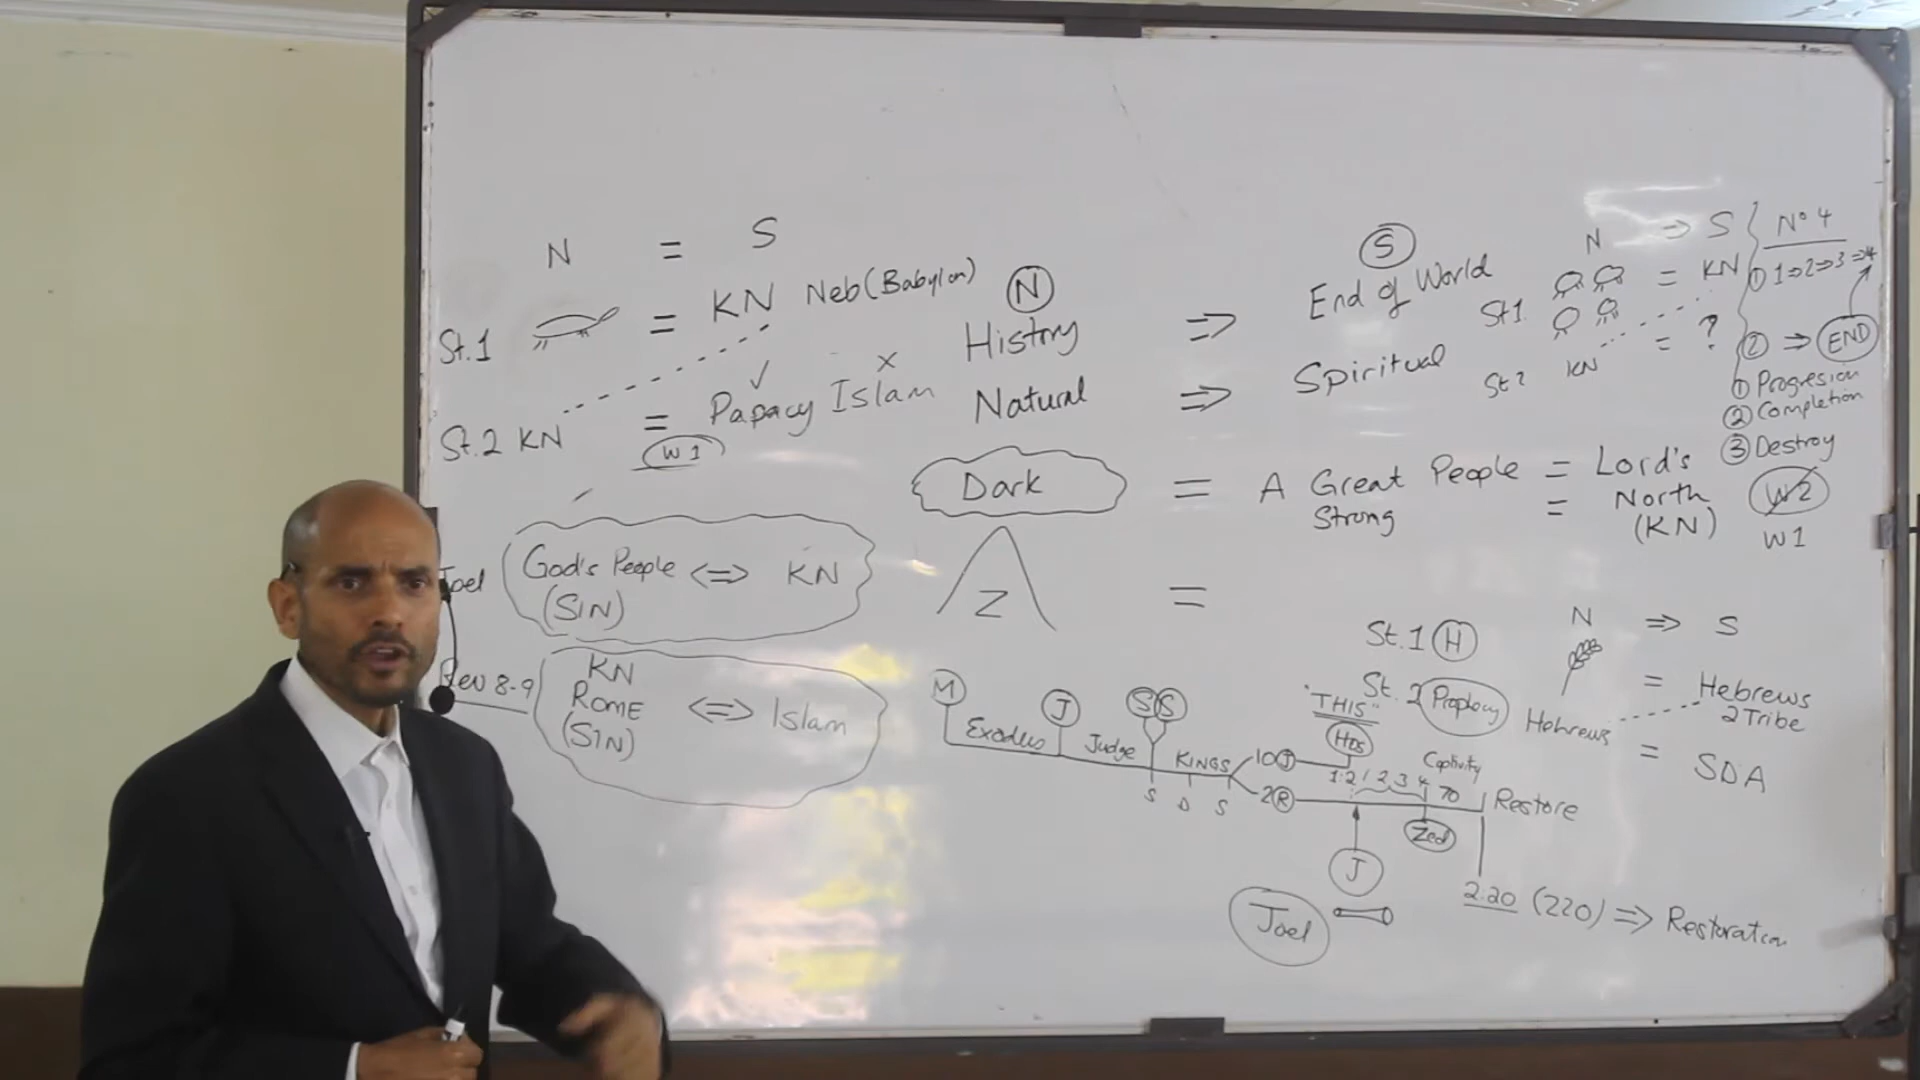 N = S
St.1 = KN Neb(Babylon)
✓ x
St.2 KN = Papacy Islam
W1
N
History ⇒
Natural ⇒
S
End of World
Spiritual
N ⇒ S
St1 = KN
St2 KN = ?
Nº 4
① 1⇒2⇒3⇒4
② ⇒ END
① Progresion
② Completion
③ Destroy
W2
W1
Dark = A Great People = Lord's
Strong = North
(KN)
Z =
Joel God's People <=> KN
(SIN)
Rev 8-9 KN
ROME <=> Islam
(SIN)
St.1 H
St.2 Prophecy
N ⇒ S
= Hebrews
2 Tribe
Hebrews = SDA
M J S S
"THIS"
Hos
Exodus Judge KINGS
S D S
10 J
2 R
1:2 1 2 3 4 70
Captivity
Restore
Zed
J
Joel
2:20 (220) ⇒ Restoration